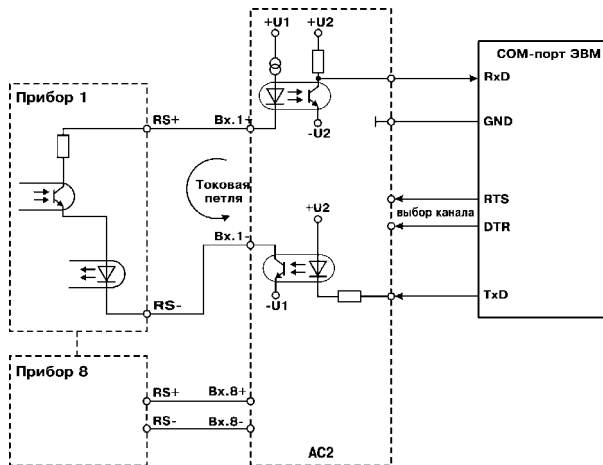 +U1 +U2
COM-порт ЭВМ
Прибор 1
RxD
RS+ Вх.1+
-U2
GND
Токовая
петля
RTS
выбор канала
+U2
DTR
Вх.1-
-U1
TxD
RS-
Прибор 8
RS+ Вх.8+
RS- Вх.8-
АС2